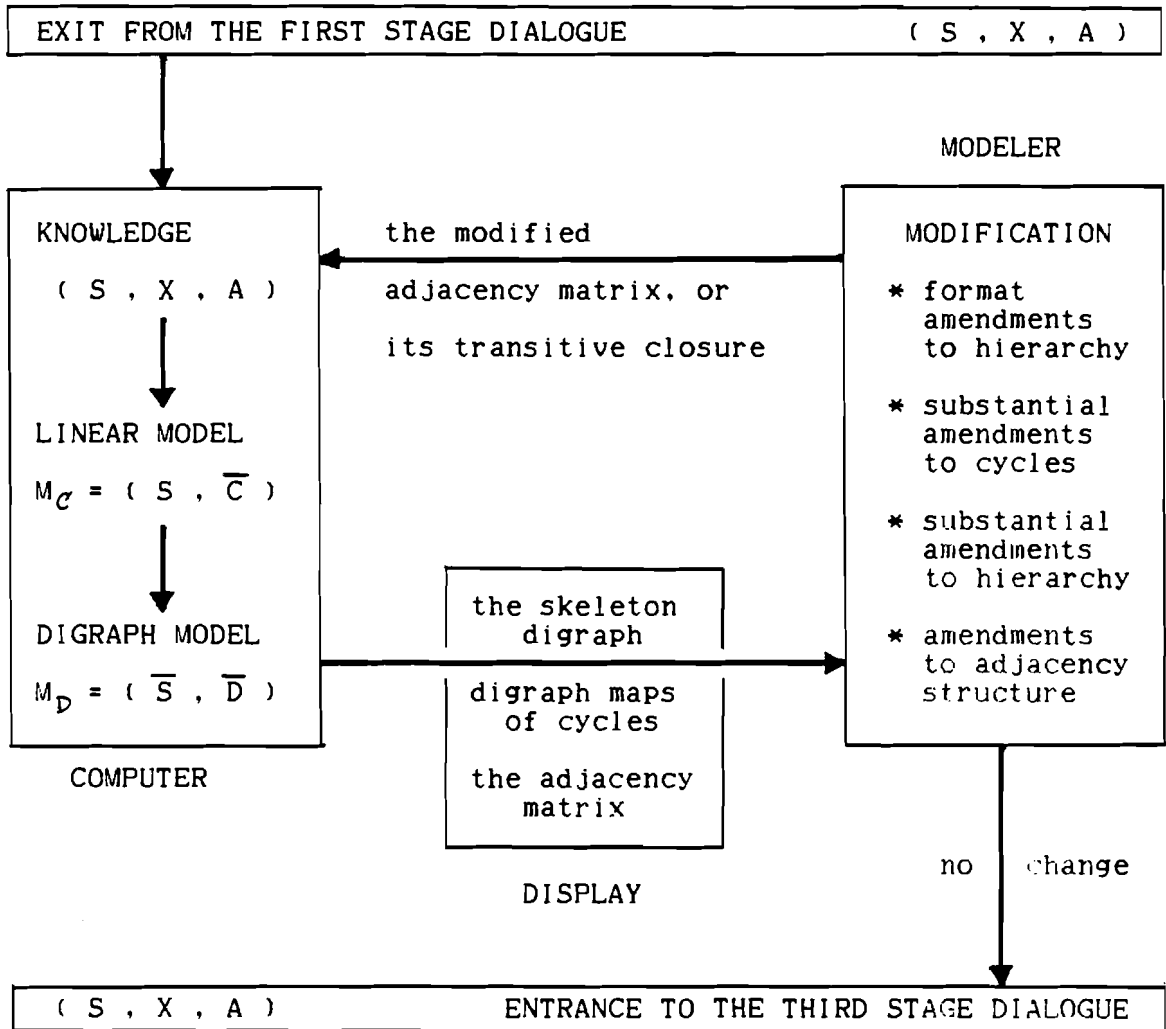 EXIT FROM THE FIRST STAGE DIALOGUE ( S , X , A )
MODELER
KNOWLEDGE
( S , X , A )
LINEAR MODEL
M𝒞 = ( S , C̅ )
DIGRAPH MODEL
M_D = ( S̅ , D̅ )
COMPUTER
the modified
adjacency matrix, or
its transitive closure
the skeleton
digraph
digraph maps
of cycles
the adjacency
matrix
DISPLAY
MODIFICATION
* format
amendments
to hierarchy
* substantial
amendments
to cycles
* substantial
amendments
to hierarchy
* amendments
to adjacency
structure
no change
( S , X , A ) ENTRANCE TO THE THIRD STAGE DIALOGUE